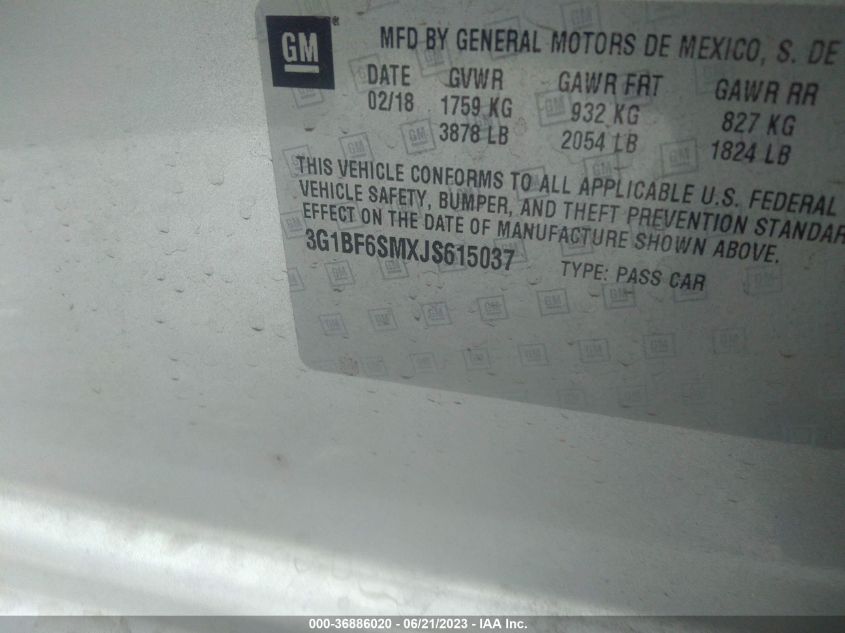 GM ®
MFD BY GENERAL MOTORS DE MEXICO, S. DE
DATE GVWR GAWR FRT GAWR RR
02/18 1759 KG 932 KG 827 KG
3878 LB 2054 LB 1824 LB
THIS VEHICLE CONFORMS TO ALL APPLICABLE U.S. FEDERAL
VEHICLE SAFETY, BUMPER, AND THEFT PREVENTION STANDAR
EFFECT ON THE DATE OF MANUFACTURE SHOWN ABOVE.
3G1BF6SMXJS615037 TYPE: PASS CAR
000-36886020 - 06/21/2023 - IAA Inc.